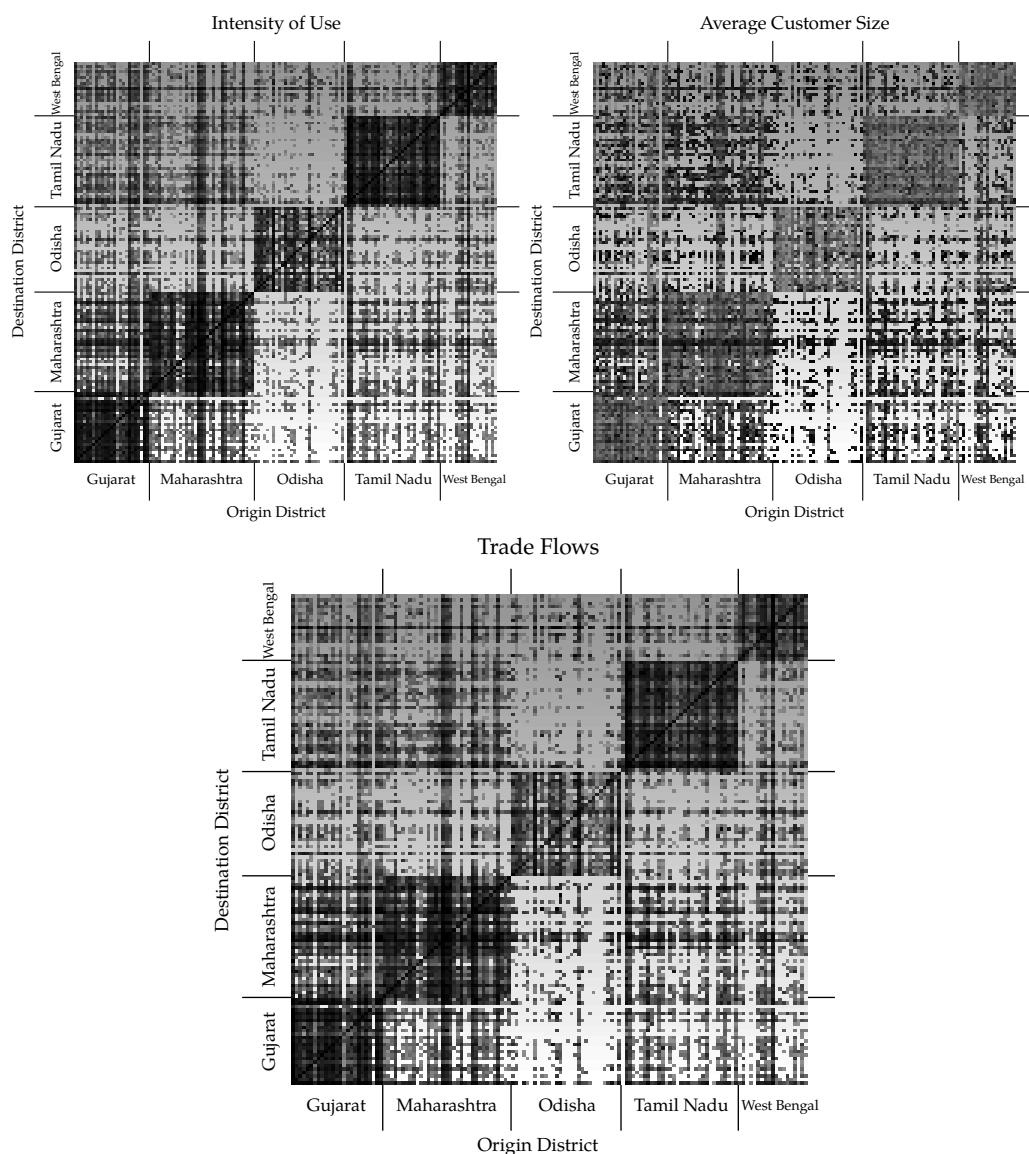 Intensity of Use
West Bengal
Tamil Nadu
Odisha
Maharashtra
Gujarat
Destination District
Gujarat Maharashtra Odisha Tamil Nadu West Bengal
Origin District
Average Customer Size
West Bengal
Tamil Nadu
Odisha
Maharashtra
Gujarat
Destination District
Gujarat Maharashtra Odisha Tamil Nadu West Bengal
Origin District
Trade Flows
West Bengal
Tamil Nadu
Odisha
Maharashtra
Gujarat
Destination District
Gujarat Maharashtra Odisha Tamil Nadu West Bengal
Origin District